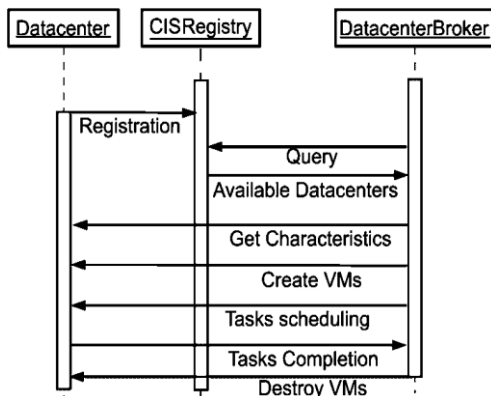 Datacenter
CISRegistry
DatacenterBroker
Registration
Query
Available Datacenters
Get Characteristics
Create VMs
Tasks scheduling
Tasks Completion
Destroy VMs